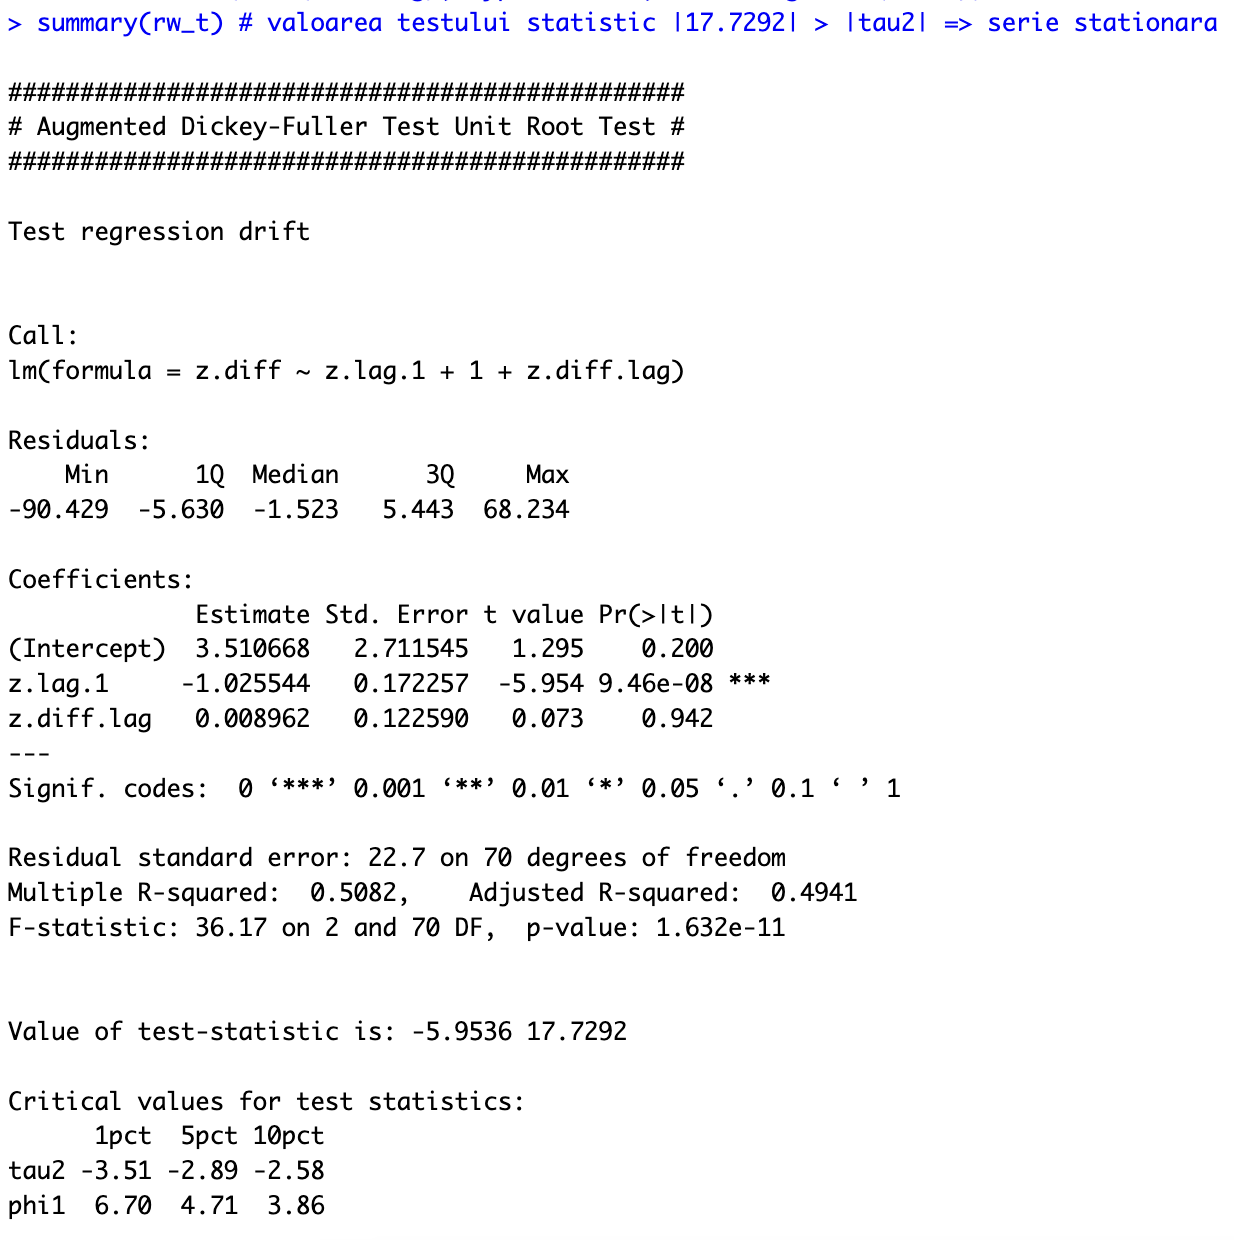 > summary(rw_t) # valoarea testului statistic |17.7292| > |tau2| => serie stationara
###############################################
# Augmented Dickey-Fuller Test Unit Root Test #
###############################################
Test regression drift
Call:
lm(formula = z.diff ~ z.lag.1 + 1 + z.diff.lag)
Residuals:
    Min      1Q  Median      3Q     Max
-90.429  -5.630  -1.523   5.443  68.234
Coefficients:
             Estimate Std. Error t value Pr(>|t|)
(Intercept)  3.510668   2.711545   1.295    0.200
z.lag.1     -1.025544   0.172257  -5.954 9.46e-08 ***
z.diff.lag   0.008962   0.122590   0.073    0.942
---
Signif. codes:  0 ‘***’ 0.001 ‘**’ 0.01 ‘*’ 0.05 ‘.’ 0.1 ‘ ’ 1
Residual standard error: 22.7 on 70 degrees of freedom
Multiple R-squared:  0.5082,    Adjusted R-squared:  0.4941
F-statistic: 36.17 on 2 and 70 DF,  p-value: 1.632e-11
Value of test-statistic is: -5.9536 17.7292
Critical values for test statistics:
      1pct  5pct 10pct
tau2 -3.51 -2.89 -2.58
phi1  6.70  4.71  3.86